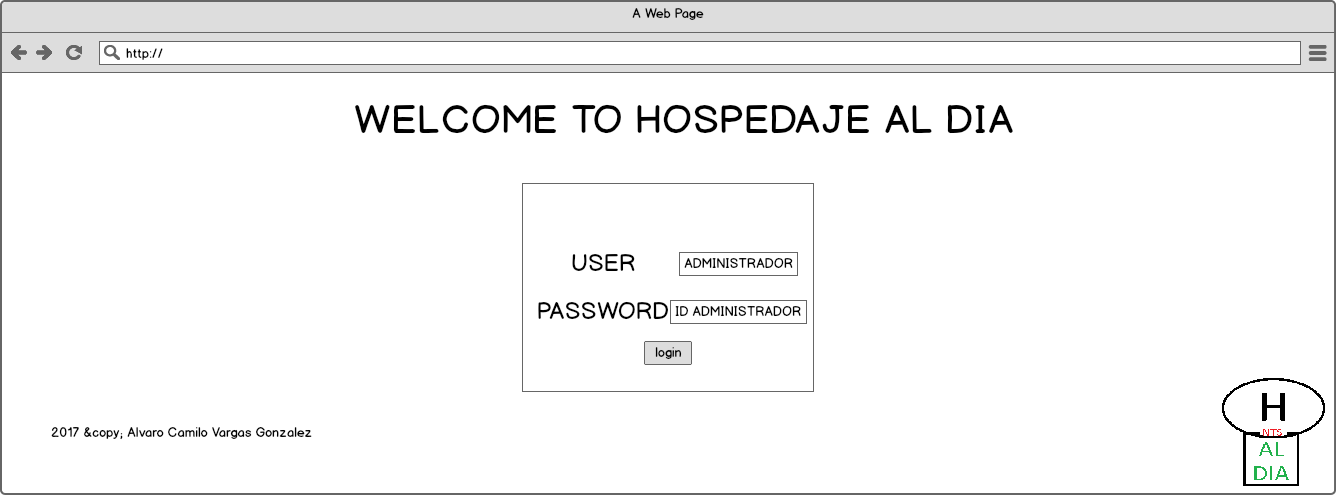 A Web Page
http://
WELCOME TO HOSPEDAJE AL DIA
USER
ADMINISTRADOR
PASSWORD
ID ADMINISTRADOR
login
2017 &copy; Alvaro Camilo Vargas Gonzalez
H
NTS
AL
DIA